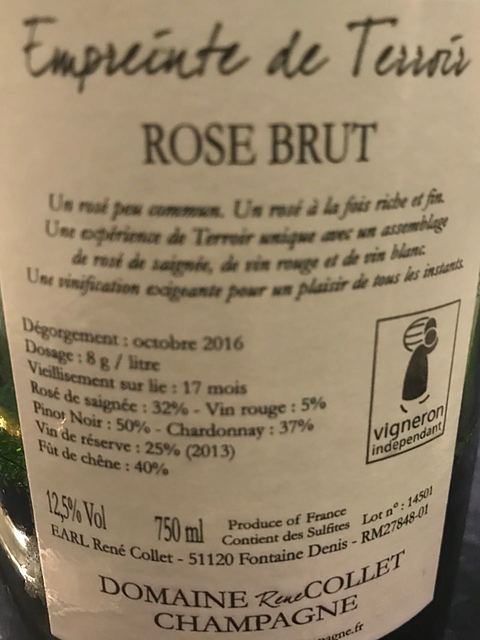 Empreinte de Terroir
ROSE BRUT
Un rosé peu commun. Un rosé à la fois riche et fin.
Une expérience de Terroir unique avec un assemblage
de rosé de saignée, de vin rouge et de vin blanc.
Une vinification exigeante pour un plaisir de tous les instants.
Dégorgement : octobre 2016
Dosage : 8 g / litre
Vieillissement sur lie : 17 mois
Rosé de saignée : 32% - Vin rouge : 5%
Pinot Noir : 50% - Chardonnay : 37%
Vin de réserve : 25% (2013)
Fût de chêne : 40%
vigneron
indépendant
12,5% Vol
750 ml
Produce of France
Contient des Sulfites
Lot n° : 14501
EARL René Collet - 51120 Fontaine Denis - RM27848-01
DOMAINE René COLLET
CHAMPAGNE
pagne.fr